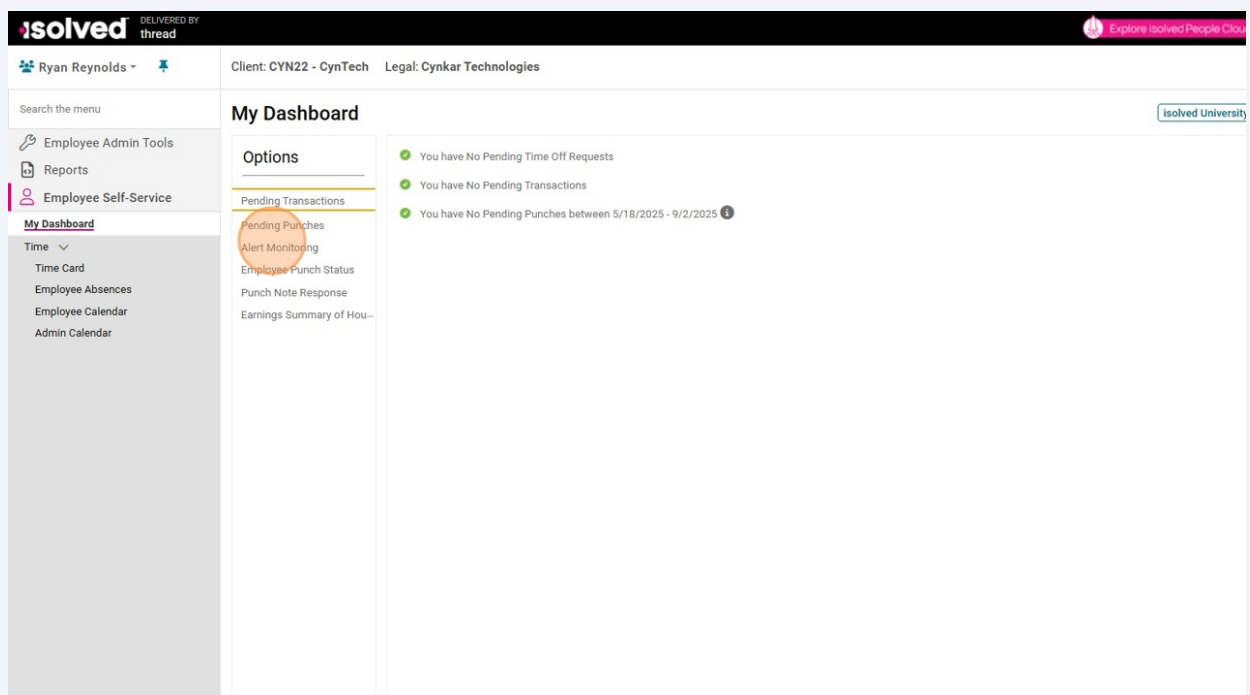 isolved DELIVERED BY
thread
Explore isolved People Clou
Ryan Reynolds
Client: CYN22 - CynTech Legal: Cynkar Technologies
Search the menu
My Dashboard
isolved University
Employee Admin Tools
Reports
Employee Self-Service
My Dashboard
Time
Time Card
Employee Absences
Employee Calendar
Admin Calendar
Options
Pending Transactions
Pending Punches
Alert Monitoring
Employee Punch Status
Punch Note Response
Earnings Summary of Hou...
You have No Pending Time Off Requests
You have No Pending Transactions
You have No Pending Punches between 5/18/2025 - 9/2/2025